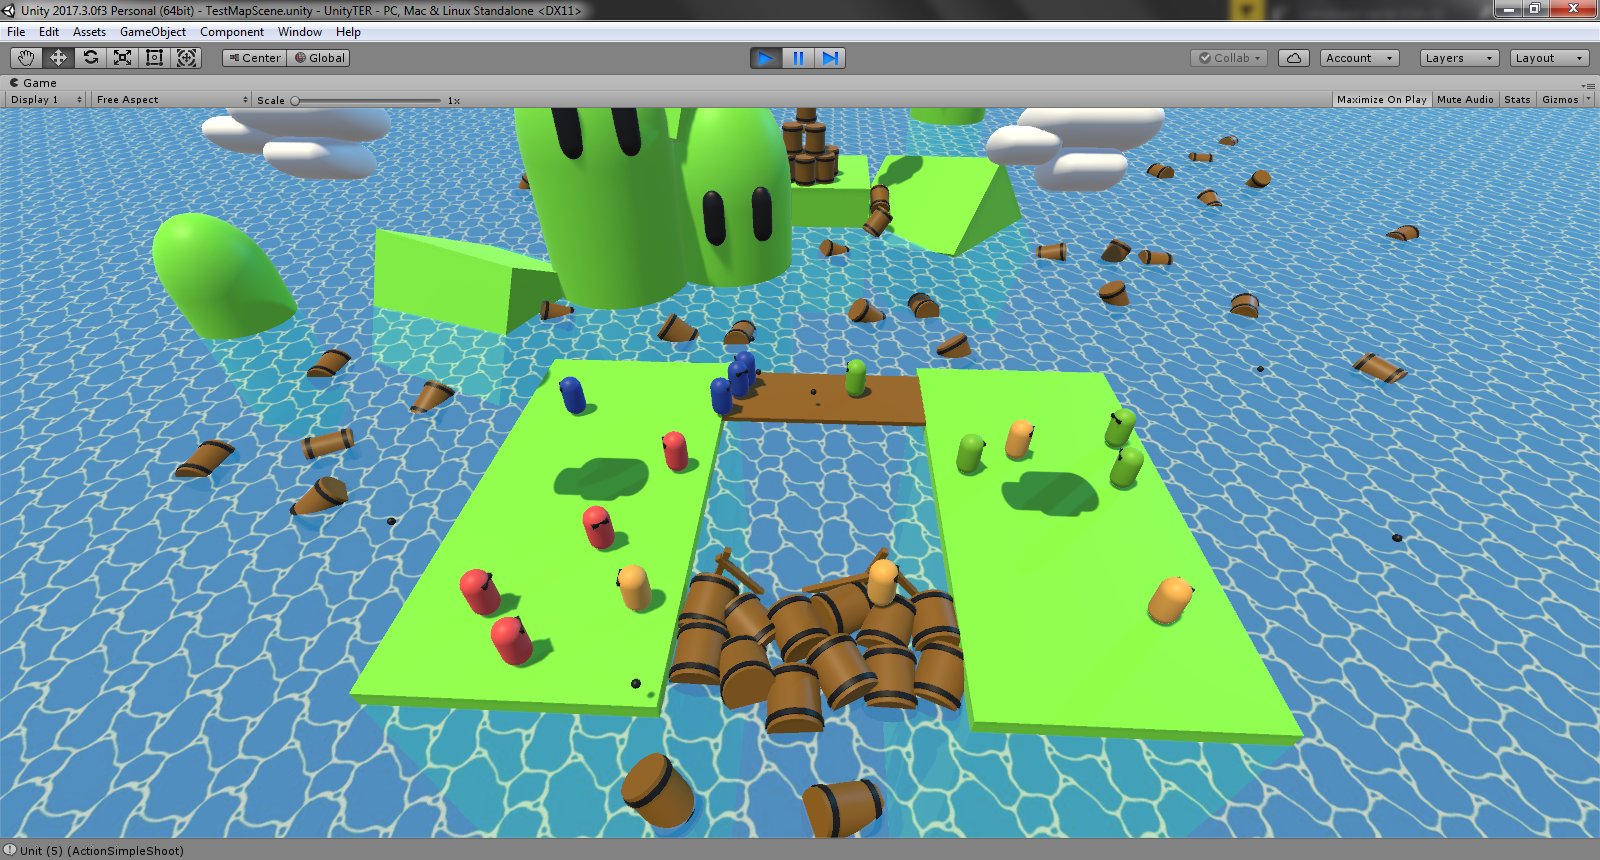 Unity 2017.3.0f3 Personal (64bit) - TestMapScene.unity - UnityTER - PC, Mac & Linux Standalone <DX11>
File Edit Assets GameObject Component Window Help
Center Global Collab Account Layers Layout
Game
Display 1 Free Aspect Scale 1x Maximize On Play Mute Audio Stats Gizmos
Unit (5) (ActionSimpleShoot)